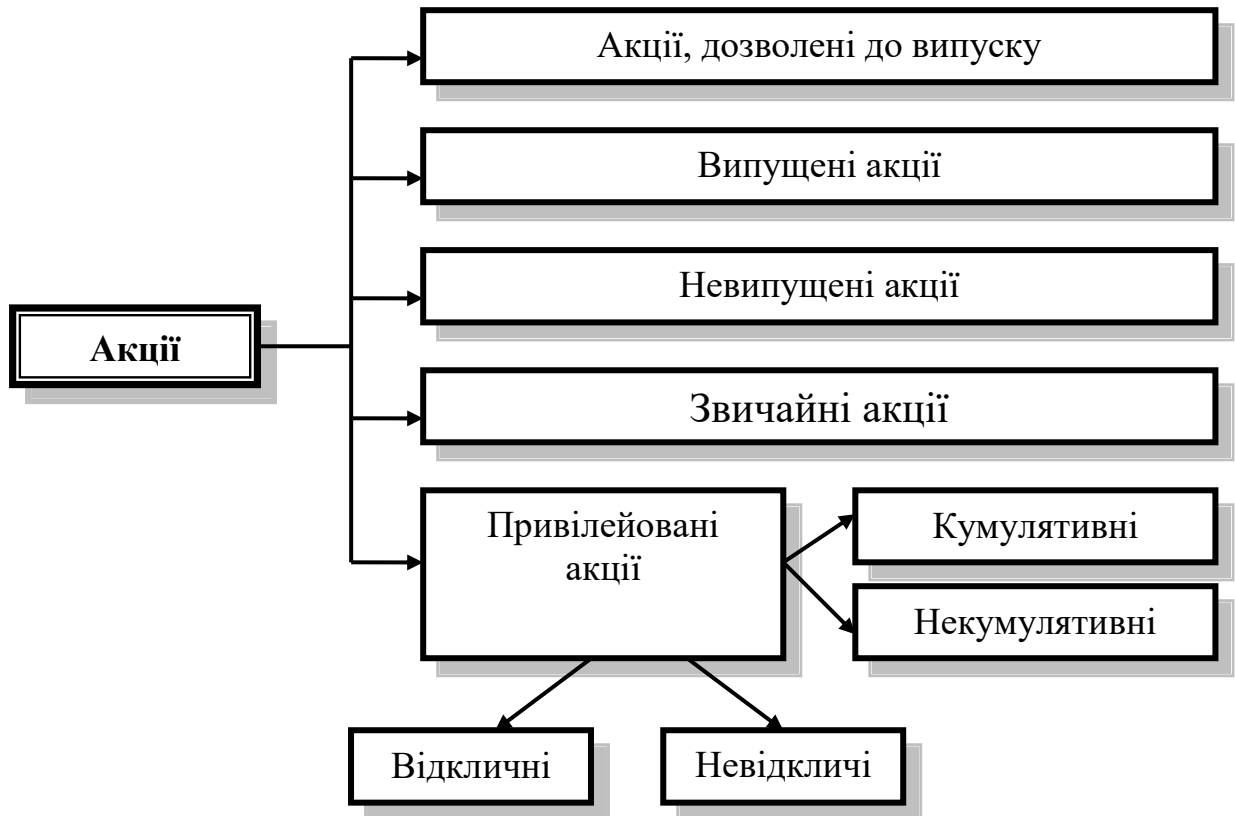 Акції, дозволені до випуску
Випущені акції
Невипущені акції
Акції
Звичайні акції
Привілейовані
акції
Кумулятивні
Некумулятивні
Відкличні
Невідкличі